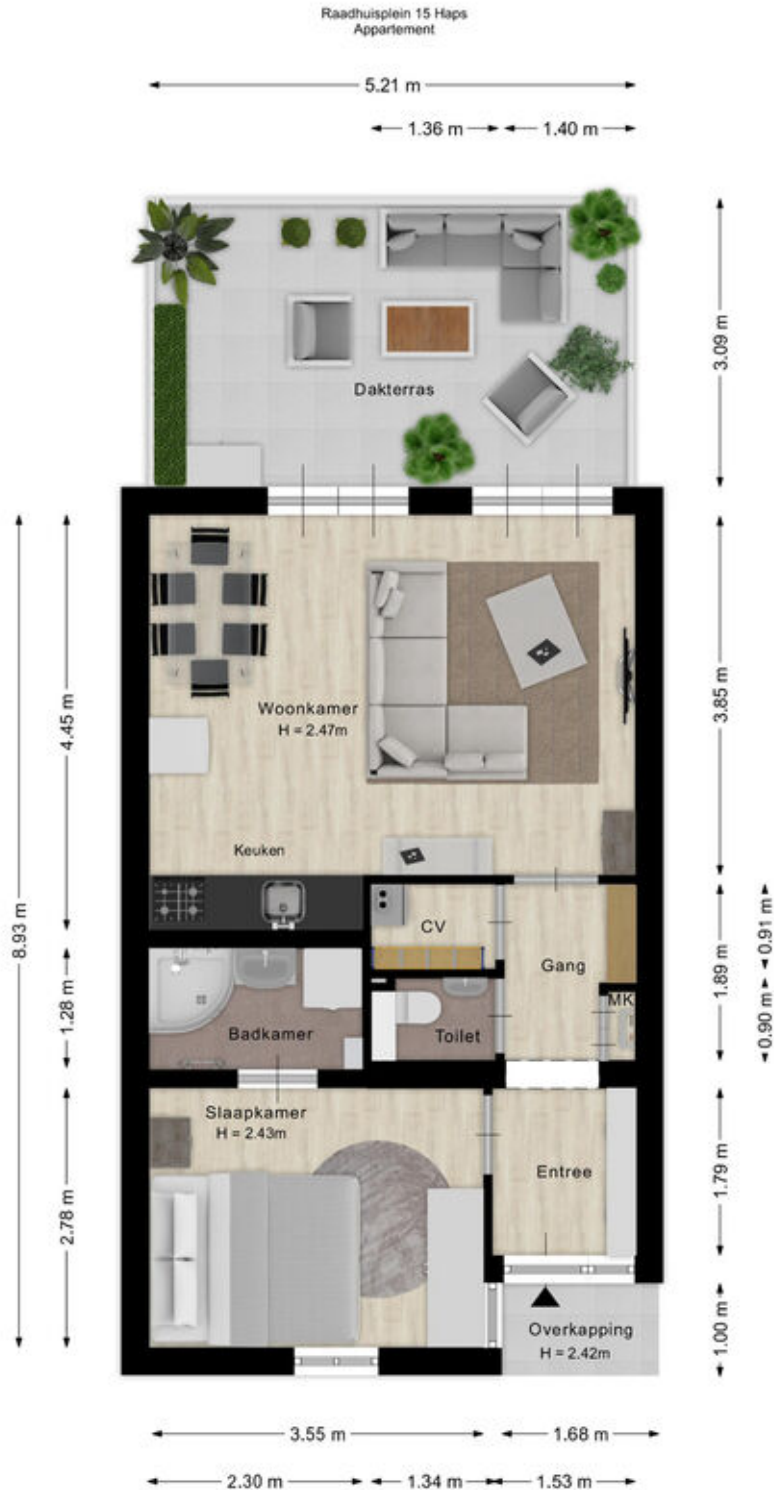 Raadhuisplein 15 Haps
Appartement
5.21 m
1.36 m
1.40 m
3.09 m
Dakterras
8.93 m
4.45 m
3.85 m
Woonkamer
H = 2.47m
Keuken
CV
Gang
1.89 m
0.91 m
0.90 m
1.28 m
MK
Badkamer
Toilet
Slaapkamer
H = 2.43m
Entree
1.79 m
2.78 m
Overkapping
H = 2.42m
1.00 m
3.55 m
1.68 m
2.30 m
1.34 m
1.53 m